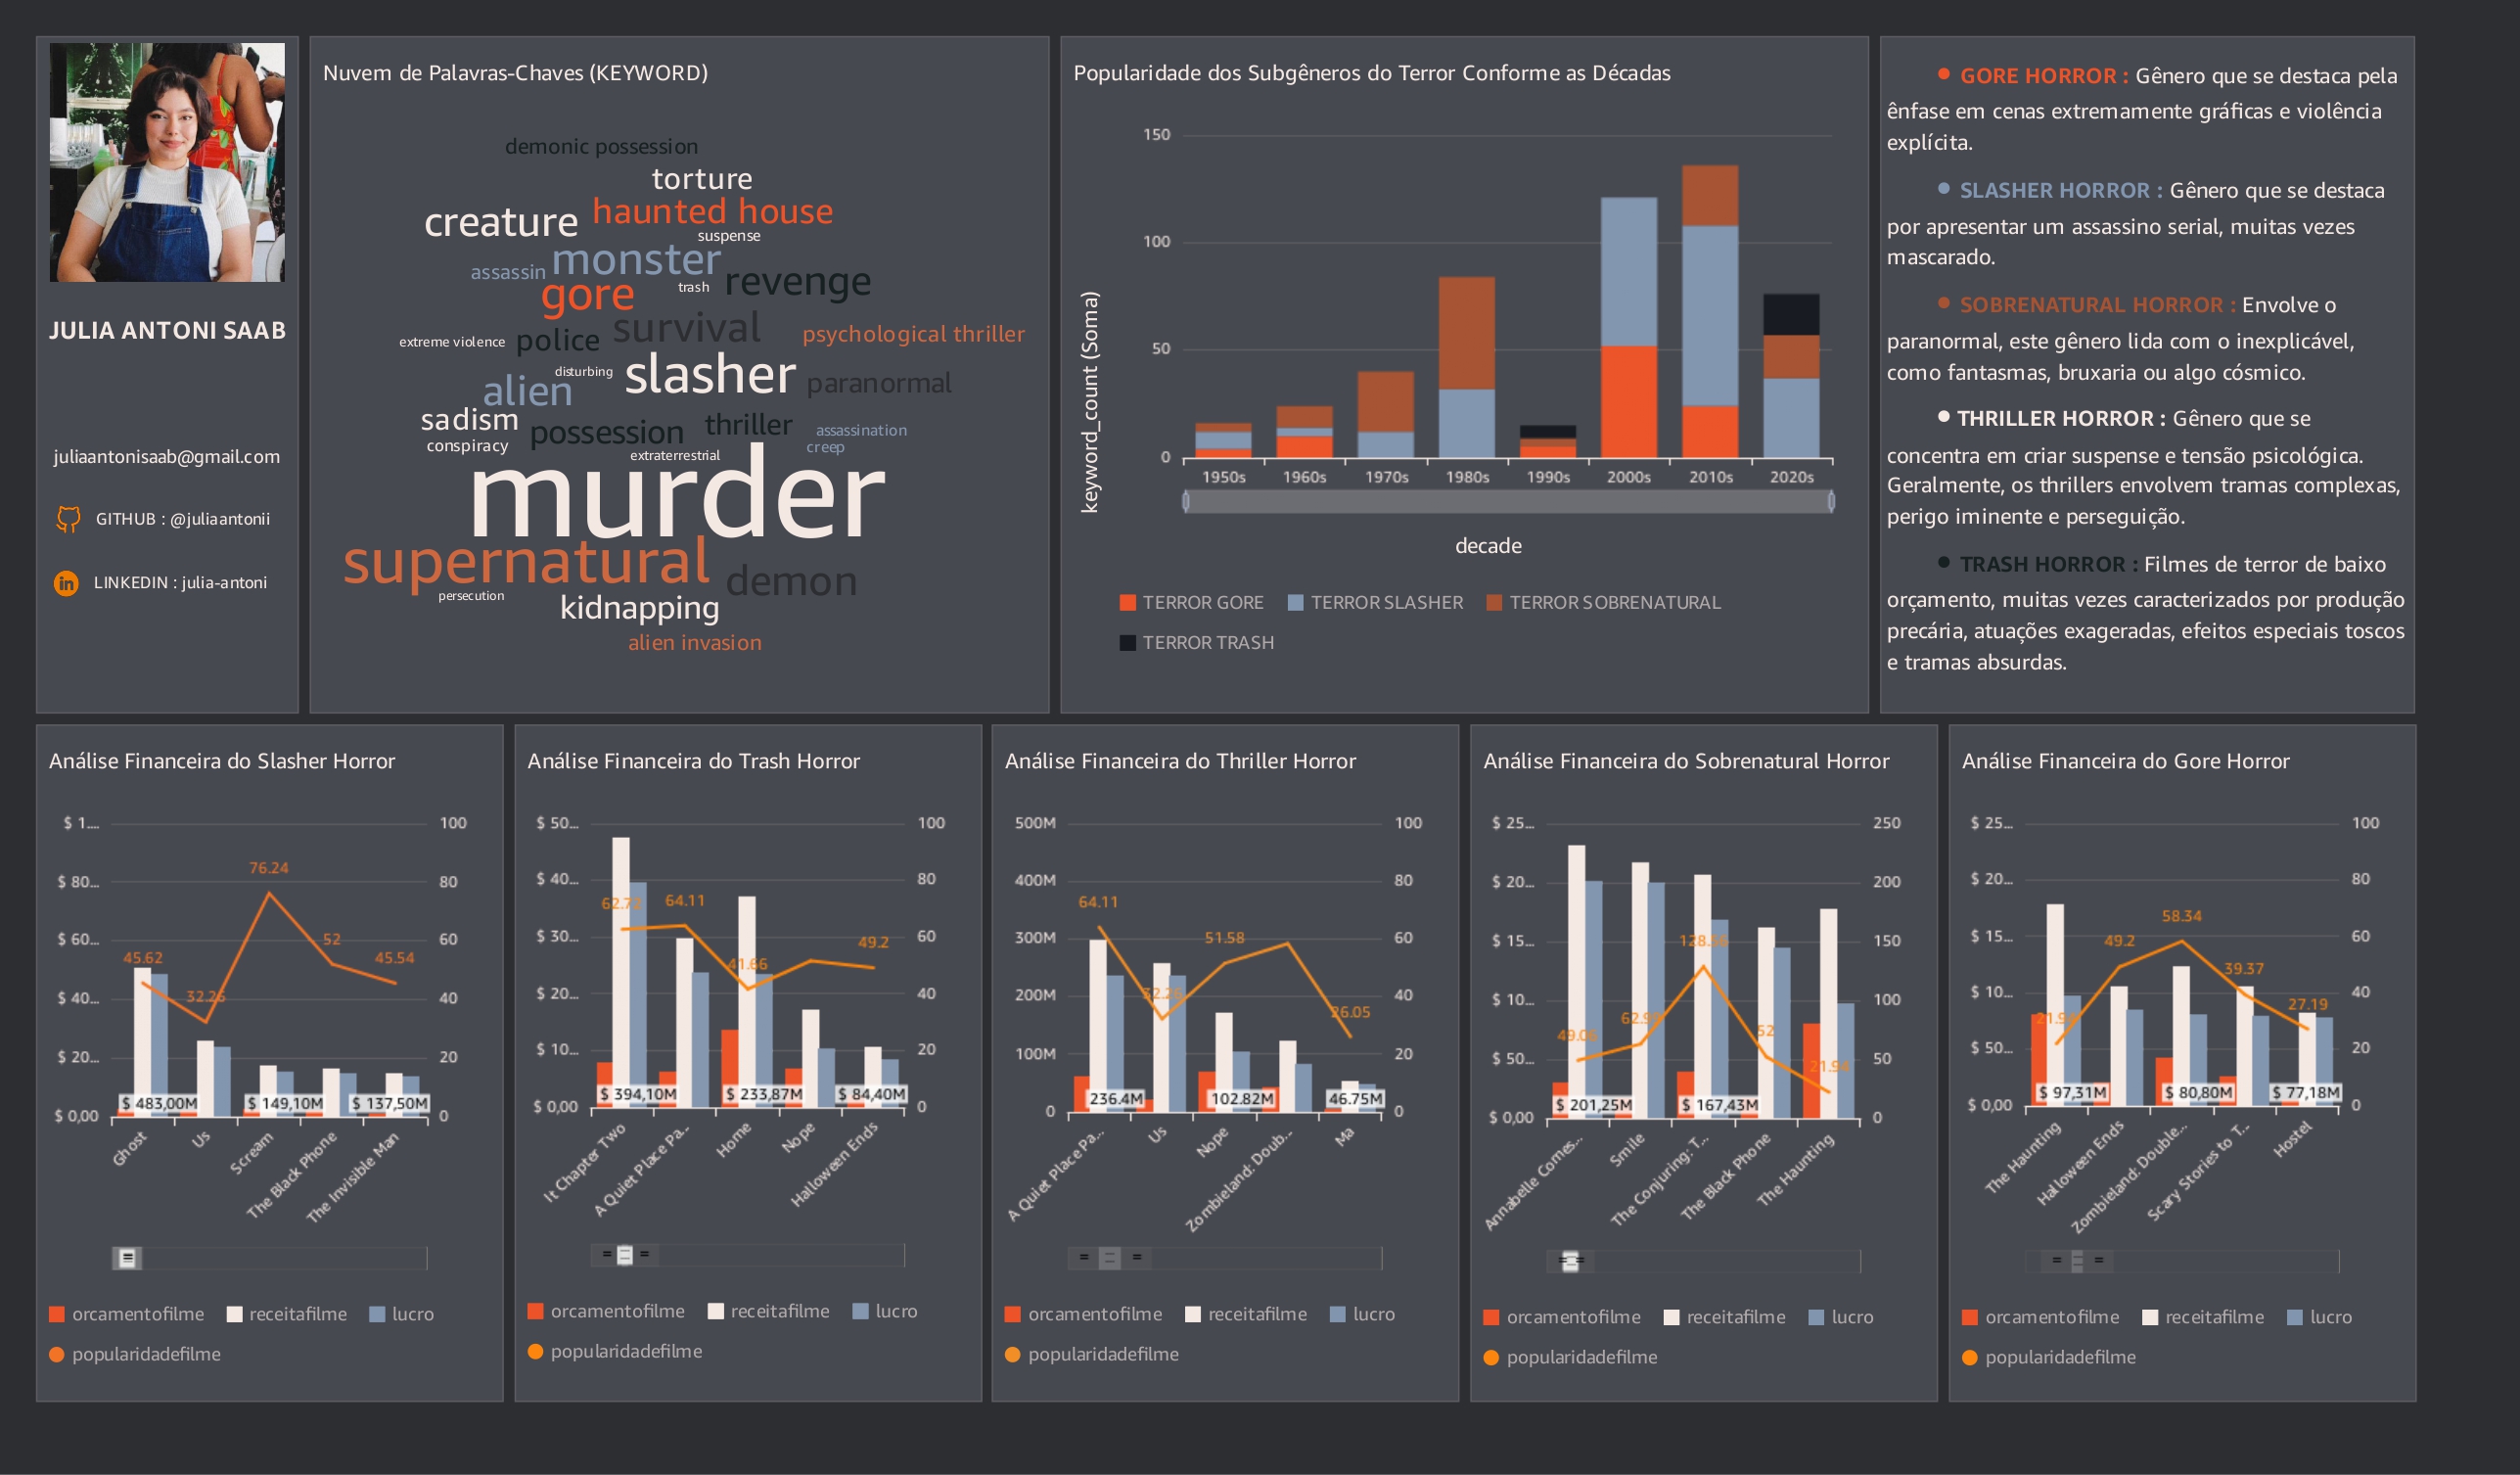 JULIA ANTONI SAAB
juliaantonisaab@gmail.com
GITHUB : @juliaantonii
LINKEDIN : julia-antoni
Nuvem de Palavras-Chaves (KEYWORD)
demonic possession
torture
creature haunted house
suspense
assassin monster
gore trash revenge
extreme violence police survival psychological thriller
disturbing slasher paranormal
alien
sadism
conspiracy possession thriller assassination
creep
extraterrestrial
murder
supernatural demon
persecution
kidnapping
alien invasion
Popularidade dos Subgêneros do Terror Conforme as Décadas
keyword_count (Soma)
150
100
50
0
1950s 1960s 1970s 1980s 1990s 2000s 2010s 2020s
decade
TERROR GORE TERROR SLASHER TERROR SOBRENATURAL
TERROR TRASH
• GORE HORROR : Gênero que se destaca pela
ênfase em cenas extremamente gráficas e violência
explícita.
• SLASHER HORROR : Gênero que se destaca
por apresentar um assassino serial, muitas vezes
mascarado.
• SOBRENATURAL HORROR : Envolve o
paranormal, este gênero lida com o inexplicável,
como fantasmas, bruxaria ou algo cósmico.
• THRILLER HORROR : Gênero que se
concentra em criar suspense e tensão psicológica.
Geralmente, os thrillers envolvem tramas complexas,
perigo iminente e perseguição.
• TRASH HORROR : Filmes de terror de baixo
orçamento, muitas vezes caracterizados por produção
precária, atuações exageradas, efeitos especiais toscos
e tramas absurdas.
Análise Financeira do Slasher Horror
$ 1.... 100
$ 80... 80
$ 60... 60
$ 40... 40
$ 20... 20
$ 0,00 0
45.62 32.26 76.24 52 45.54
$ 483,00M $ 149,10M $ 137,50M
Ghost
Us
Scream
The Black Phone
The Invisible Man
orcamentofilme receitafilme lucro
popularidadefilme
Análise Financeira do Trash Horror
$ 50... 100
$ 40... 80
$ 30... 60
$ 20... 40
$ 10... 20
$ 0,00 0
64.11 41.66 49.2
$ 394,10M $ 233,87M $ 84,40M
It Chapter Two
A Quiet Place Pa...
Home
Nope
Halloween Ends
orcamentofilme receitafilme lucro
popularidadefilme
Análise Financeira do Thriller Horror
500M 100
400M 80
300M 60
200M 40
100M 20
0 0
64.11 32.26 51.58 26.05
236.4M 102.82M 46.75M
A Quiet Place Pa...
Us
Nope
Zombieland: Doub...
Ma
orcamentofilme receitafilme lucro
popularidadefilme
Análise Financeira do Sobrenatural Horror
$ 25... 250
$ 20... 200
$ 15... 150
$ 10... 100
$ 50... 50
$ 0,00 0
52 21.94
$ 201,25M $ 167,43M
Annabelle Comes...
Smile
The Conjuring: T...
The Black Phone
The Haunting
orcamentofilme receitafilme lucro
popularidadefilme
Análise Financeira do Gore Horror
$ 25... 100
$ 20... 80
$ 15... 60
$ 10... 40
$ 50... 20
$ 0,00 0
21.94 49.2 58.34 39.37 27.19
$ 97,31M $ 80,80M $ 77,18M
The Haunting
Halloween Ends
Zombieland: Double...
Scary Stories to T...
Hostel
orcamentofilme receitafilme lucro
popularidadefilme